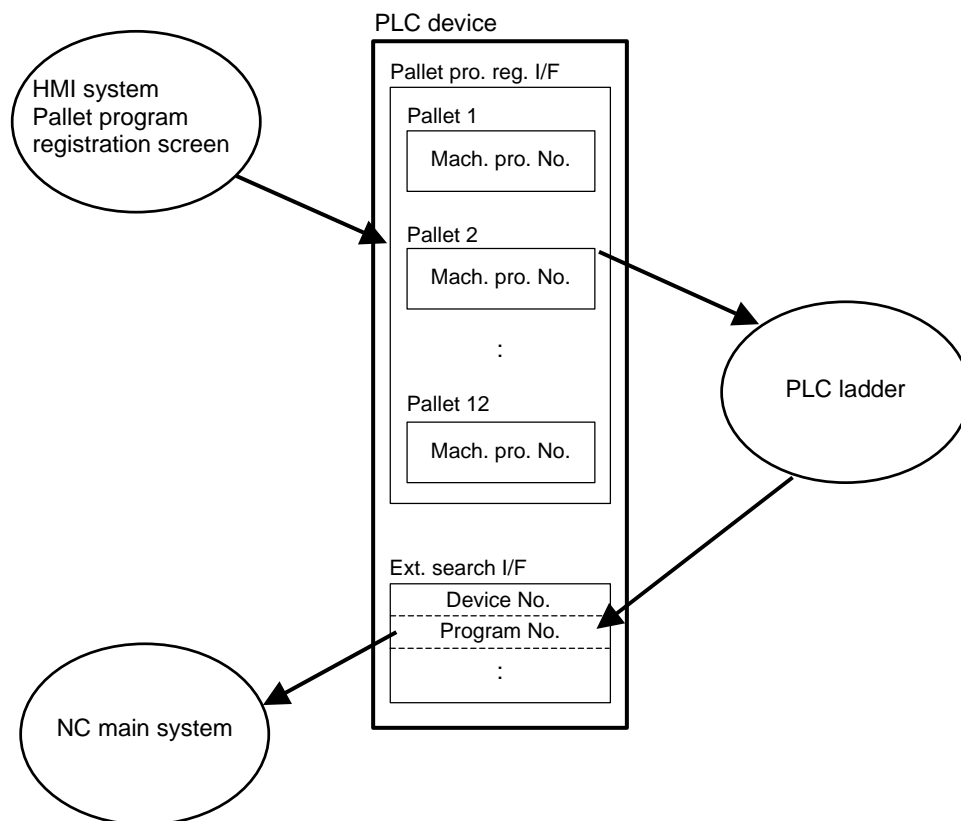 PLC device
HMI system
Pallet program
registration screen
Pallet pro. reg. I/F
Pallet 1
Mach. pro. No.
Pallet 2
Mach. pro. No.
:
Pallet 12
Mach. pro. No.
PLC ladder
Ext. search I/F
Device No.
Program No.
:
NC main system